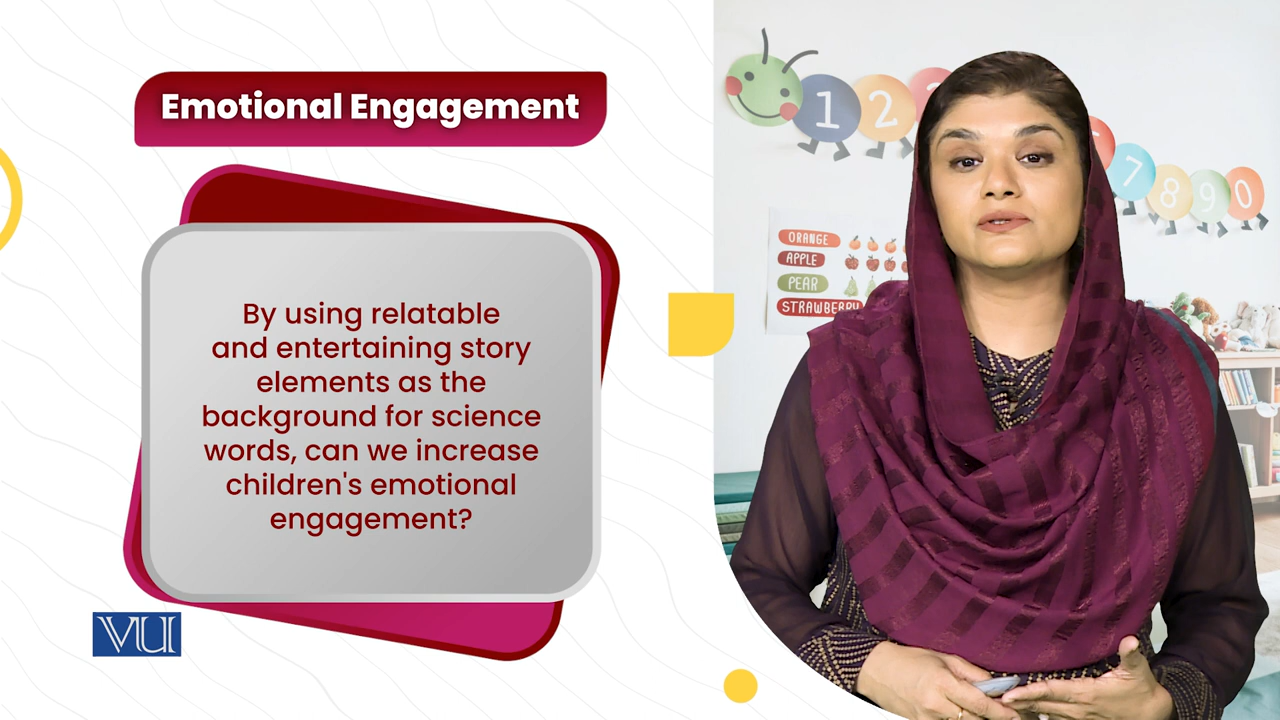 Emotional Engagement
By using relatable
and entertaining story
elements as the
background for science
words, can we increase
children's emotional
engagement?
VU
1 2
7 8 9 0
ORANGE
APPLE
PEAR
STRAWBERRY